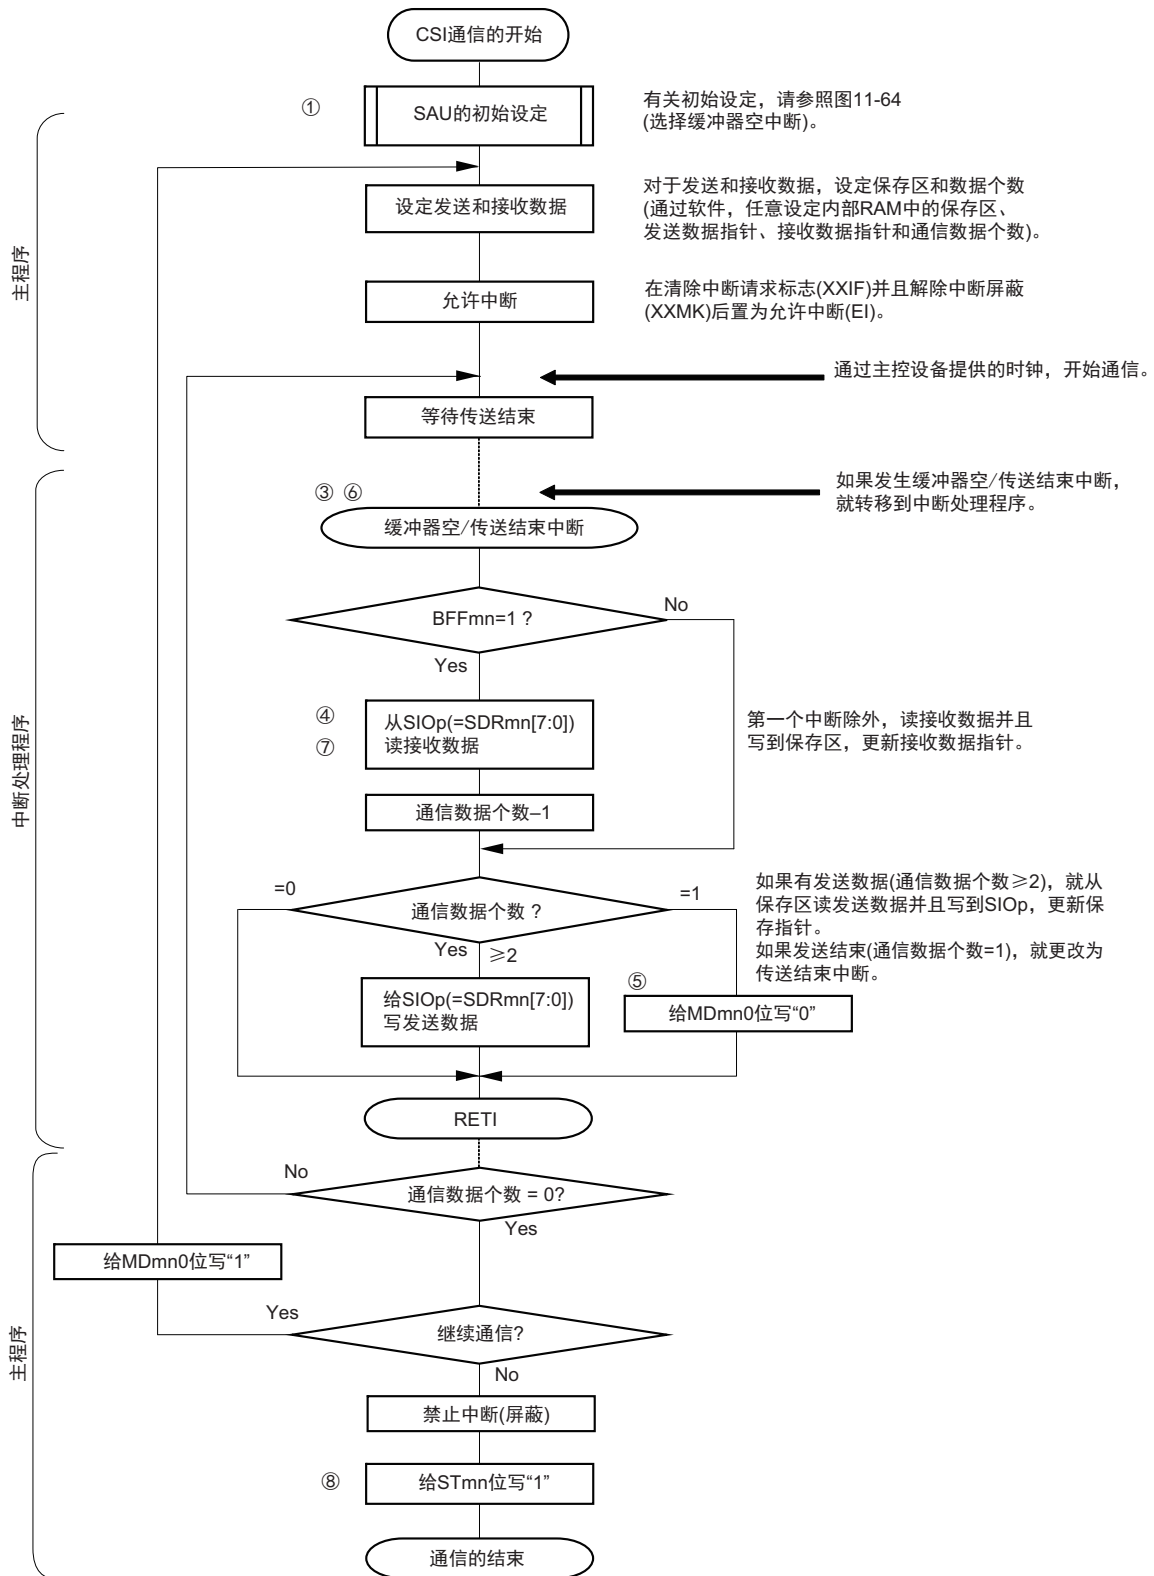 CSI通信的开始
①
SAU的初始设定
有关初始设定，请参照图11-64
(选择缓冲器空中断)。
主程序
设定发送和接收数据
对于发送和接收数据，设定保存区和数据个数
(通过软件，任意设定内部RAM中的保存区、
发送数据指针、接收数据指针和通信数据个数)。
允许中断
在清除中断请求标志(XXIF)并且解除中断屏蔽
(XXMK)后置为允许中断(EI)。
通过主控设备提供的时钟，开始通信。
等待传送结束
③ ⑥
如果发生缓冲器空/传送结束中断，
就转移到中断处理程序。
缓冲器空/传送结束中断
中断处理程序
BFFmn=1 ?
No
Yes
④
⑦
从SIOp(=SDRmn[7:0])
读接收数据
第一个中断除外，读接收数据并且
写到保存区，更新接收数据指针。
通信数据个数–1
=0
通信数据个数 ?
=1
Yes
≥2
如果有发送数据(通信数据个数≥2)，就从
保存区读发送数据并且写到SIOp，更新保
存指针。
如果发送结束(通信数据个数=1)，就更改为
传送结束中断。
给SIOp(=SDRmn[7:0])
写发送数据
⑤
给MDmn0位写“0”
RETI
主程序
No
通信数据个数 = 0?
Yes
给MDmn0位写“1”
Yes
继续通信?
No
禁止中断(屏蔽)
⑧
给STmn位写“1”
通信的结束